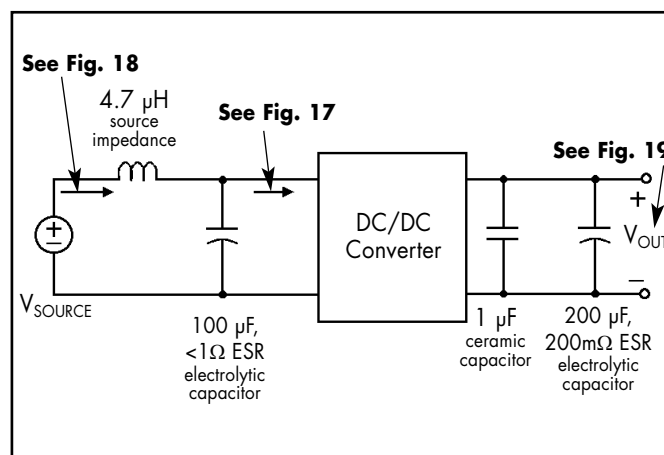 See Fig. 18
4.7 µH
source
impedance
See Fig. 17
See Fig. 19
+
−
V_SOURCE
100 µF,
<1Ω ESR
electrolytic
capacitor
DC/DC
Converter
1 µF
ceramic
capacitor
200 µF,
200mΩ ESR
electrolytic
capacitor
+
V_OUT
−